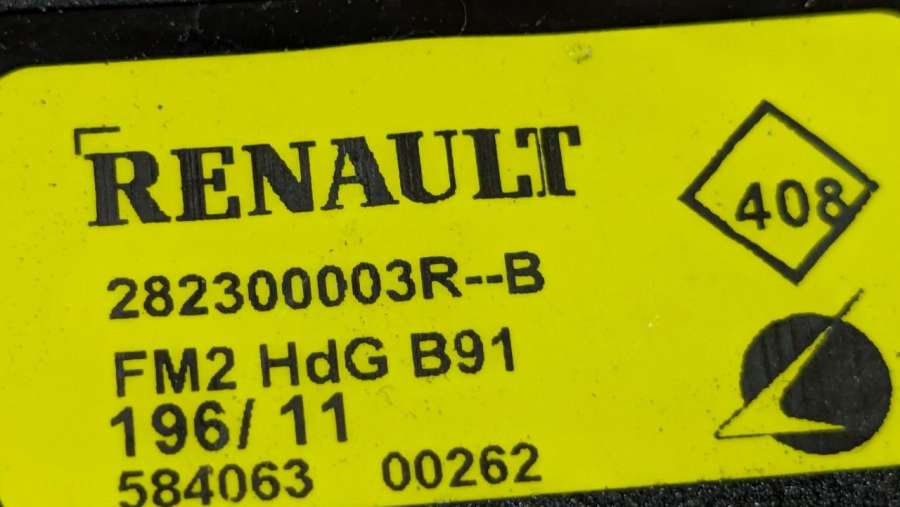 RENAULT
408
282300003R--B
FM2 HdG B91
196/ 11
584063 00262